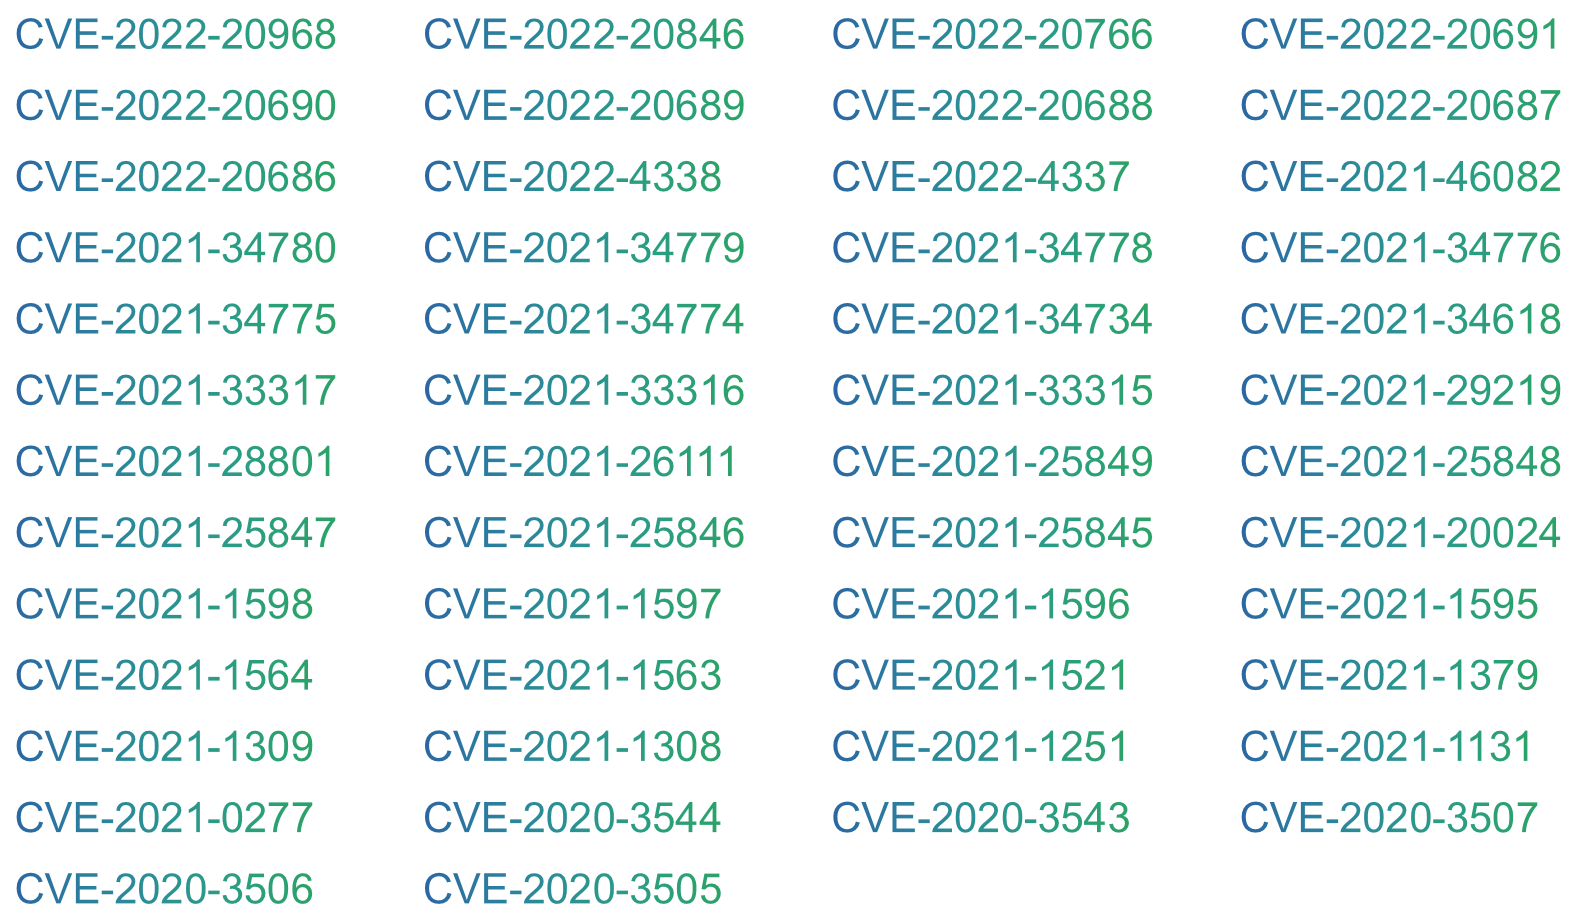 CVE-2022-20968 CVE-2022-20846 CVE-2022-20766 CVE-2022-20691
CVE-2022-20690 CVE-2022-20689 CVE-2022-20688 CVE-2022-20687
CVE-2022-20686 CVE-2022-4338 CVE-2022-4337 CVE-2021-46082
CVE-2021-34780 CVE-2021-34779 CVE-2021-34778 CVE-2021-34776
CVE-2021-34775 CVE-2021-34774 CVE-2021-34734 CVE-2021-34618
CVE-2021-33317 CVE-2021-33316 CVE-2021-33315 CVE-2021-29219
CVE-2021-28801 CVE-2021-26111 CVE-2021-25849 CVE-2021-25848
CVE-2021-25847 CVE-2021-25846 CVE-2021-25845 CVE-2021-20024
CVE-2021-1598 CVE-2021-1597 CVE-2021-1596 CVE-2021-1595
CVE-2021-1564 CVE-2021-1563 CVE-2021-1521 CVE-2021-1379
CVE-2021-1309 CVE-2021-1308 CVE-2021-1251 CVE-2021-1131
CVE-2021-0277 CVE-2020-3544 CVE-2020-3543 CVE-2020-3507
CVE-2020-3506 CVE-2020-3505